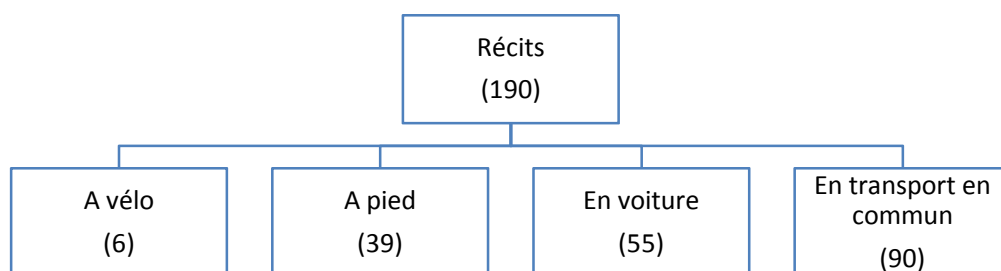 Récits
(190)
A vélo
(6)
A pied
(39)
En voiture
(55)
En transport en
commun
(90)